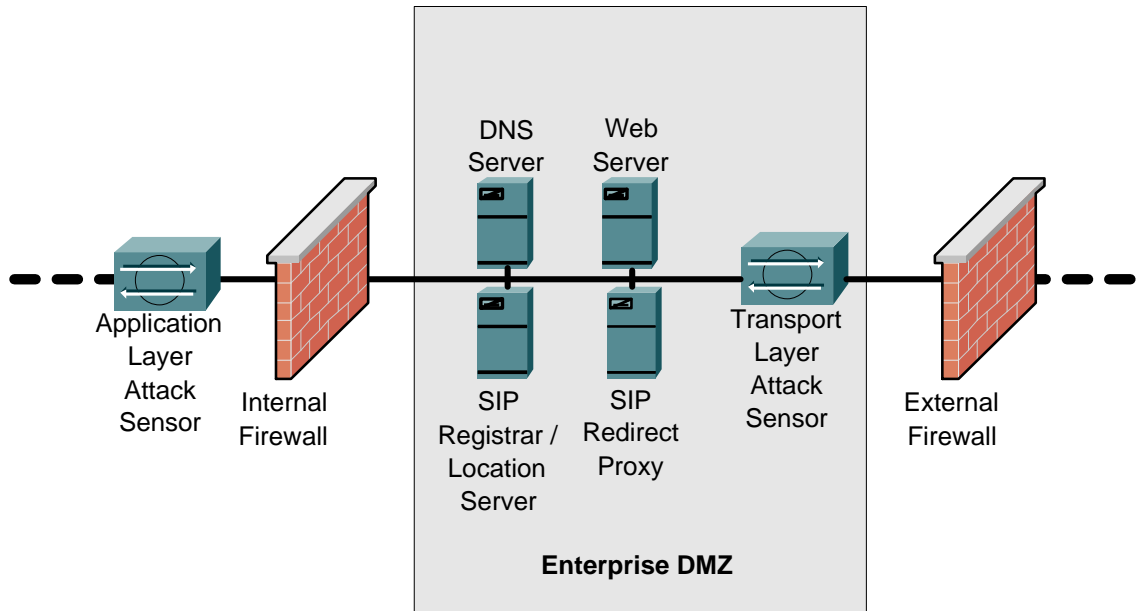 DNS
Server
Web
Server
Application
Layer
Attack
Sensor
Internal
Firewall
SIP
Registrar /
Location
Server
SIP
Redirect
Proxy
Transport
Layer
Attack
Sensor
External
Firewall
Enterprise DMZ